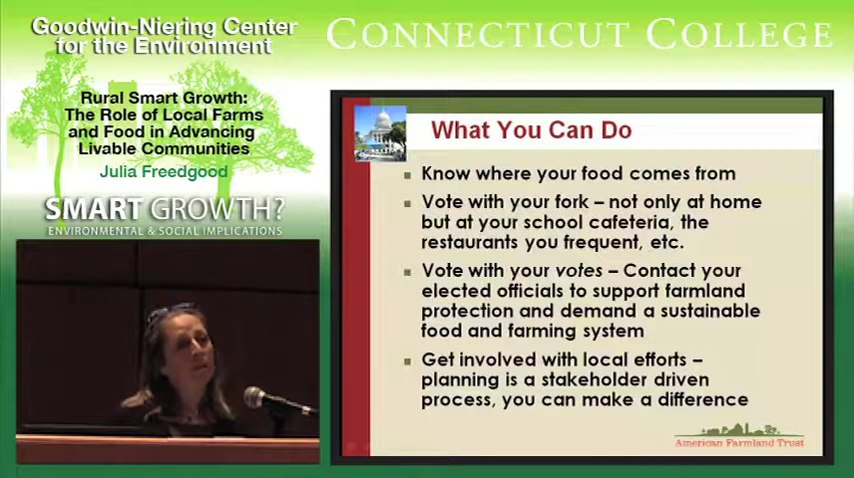 Goodwin-Niering Center
for the Environment
CONNECTICUT COLLEGE
Rural Smart Growth:
The Role of Local Farms
and Food in Advancing
Livable Communities
Julia Freedgood
SMART GROWTH?
ENVIRONMENTAL & SOCIAL IMPLICATIONS
What You Can Do
Know where your food comes from
Vote with your fork – not only at home
but at your school cafeteria, the
restaurants you frequent, etc.
Vote with your votes – Contact your
elected officials to support farmland
protection and demand a sustainable
food and farming system
Get involved with local efforts –
planning is a stakeholder driven
process, you can make a difference
American Farmland Trust